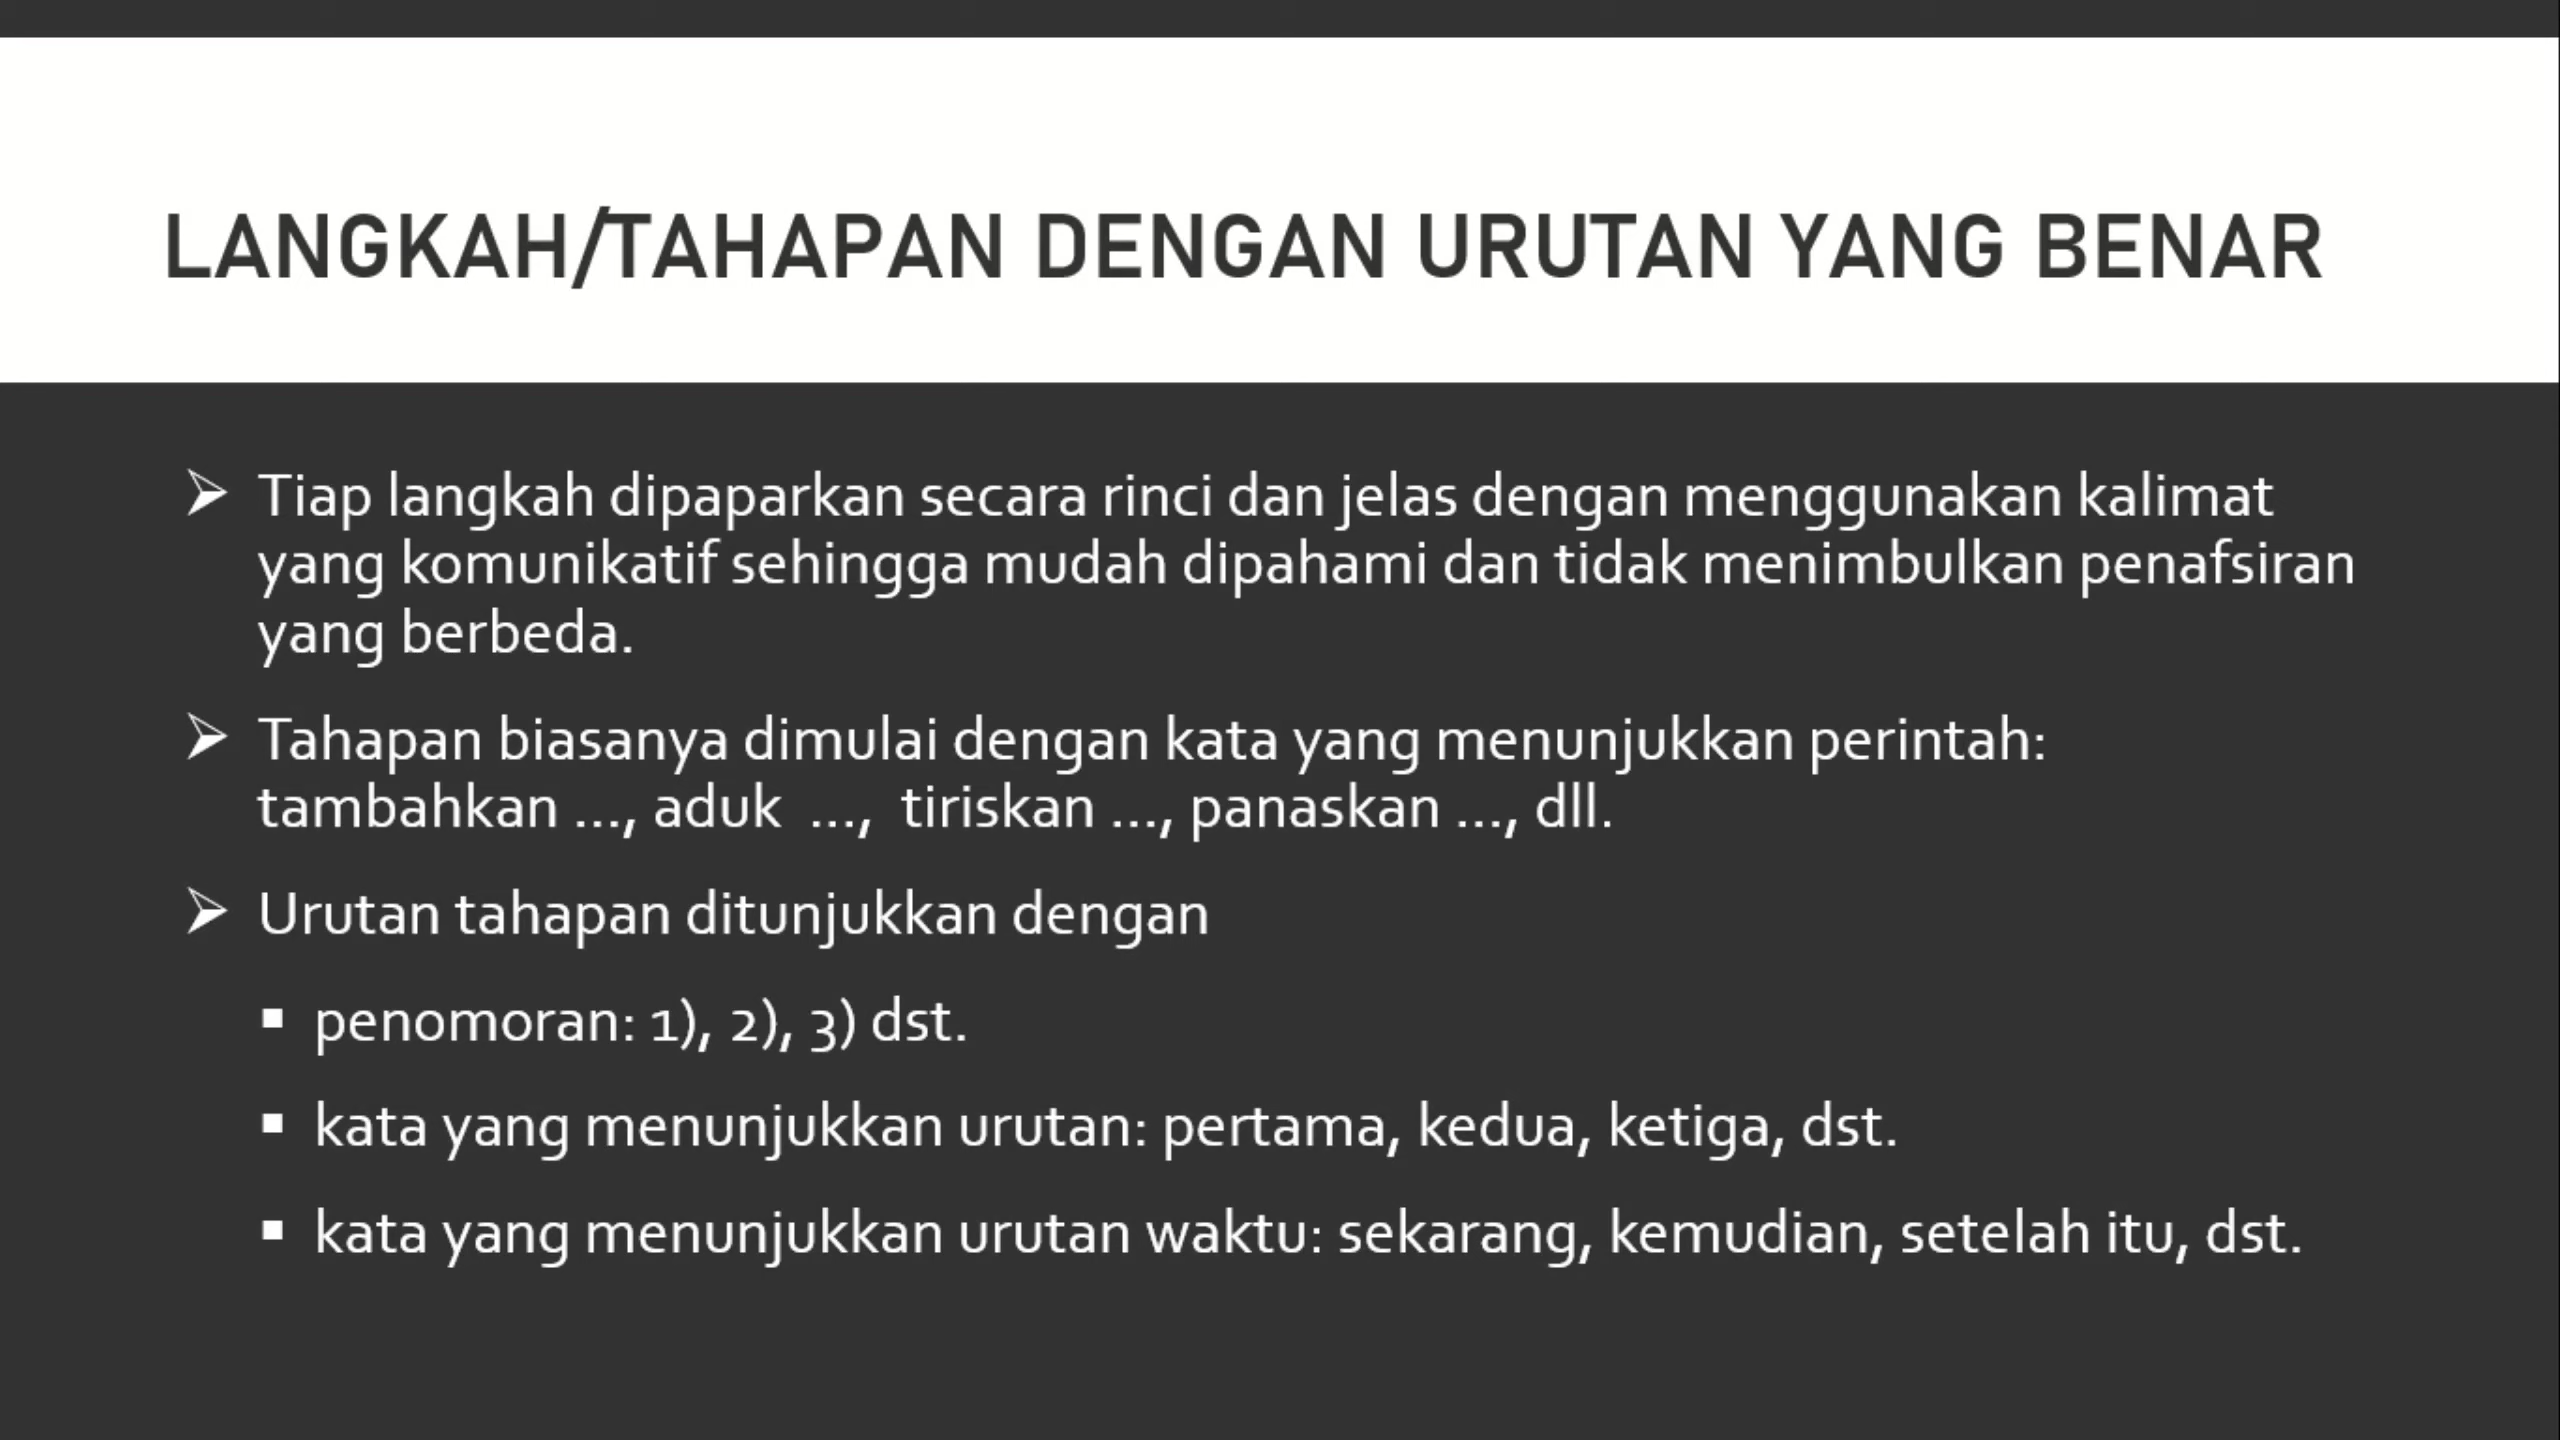 LANGKAH/TAHAPAN DENGAN URUTAN YANG BENAR
➢ Tiap langkah dipaparkan secara rinci dan jelas dengan menggunakan kalimat
yang komunikatif sehingga mudah dipahami dan tidak menimbulkan penafsiran
yang berbeda.
➢ Tahapan biasanya dimulai dengan kata yang menunjukkan perintah:
tambahkan ..., aduk ..., tiriskan ..., panaskan ..., dll.
➢ Urutan tahapan ditunjukkan dengan
▪ penomoran: 1), 2), 3) dst.
▪ kata yang menunjukkan urutan: pertama, kedua, ketiga, dst.
▪ kata yang menunjukkan urutan waktu: sekarang, kemudian, setelah itu, dst.